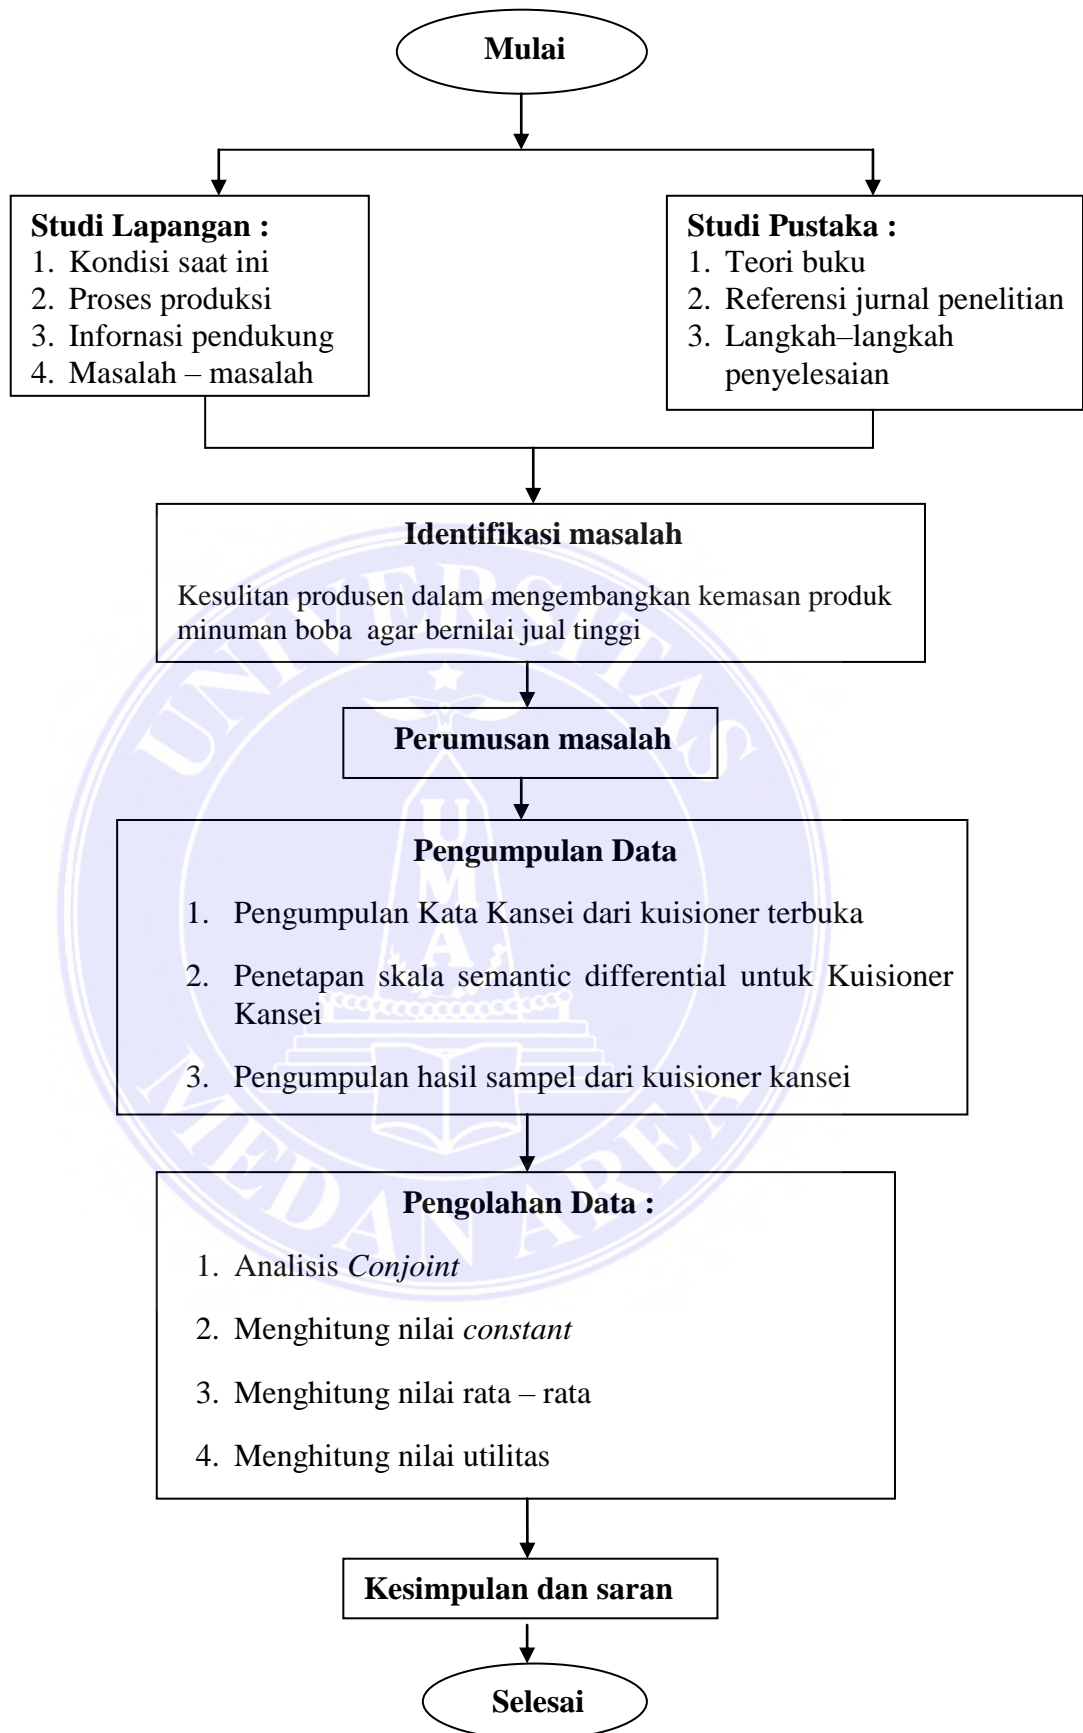 Mulai
Studi Lapangan :
1. Kondisi saat ini
2. Proses produksi
3. Infornasi pendukung
4. Masalah – masalah
Studi Pustaka :
1. Teori buku
2. Referensi jurnal penelitian
3. Langkah–langkah
penyelesaian
Identifikasi masalah
Kesulitan produsen dalam mengembangkan kemasan produk
minuman boba agar bernilai jual tinggi
Perumusan masalah
Pengumpulan Data
1. Pengumpulan Kata Kansei dari kuisioner terbuka
2. Penetapan skala semantic differential untuk Kuisioner
Kansei
3. Pengumpulan hasil sampel dari kuisioner kansei
Pengolahan Data :
1. Analisis Conjoint
2. Menghitung nilai constant
3. Menghitung nilai rata – rata
4. Menghitung nilai utilitas
Kesimpulan dan saran
Selesai
UNIVERSITAS
UMA
MEDAN AREA